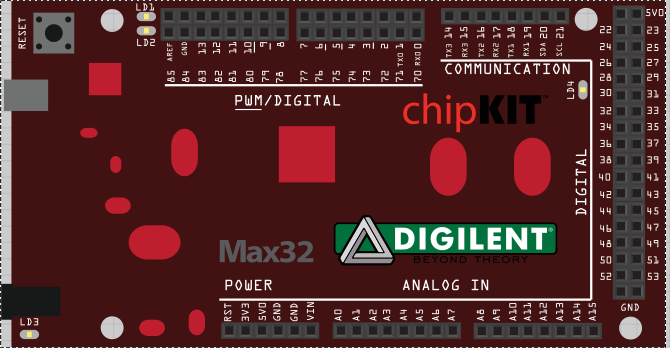 LD1
LD2
RESET
AREF GND 13 12 11 10 9 8 7 6 5 4 3 2 TX0 1 RX0 0
85 84 83 82 81 80 79 78 77 76 75 74 73 72 71 70
TX3 14 RX3 15 TX2 16 RX2 17 TX1 18 RX1 19 SDA 20 SCL 21
COMMUNICATION
PWM/DIGITAL
chipKIT™
LD4
5V0
22 23
24 25
26 27
28 29
30 31
32 33
34 35
36 37
38 39
40 41
42 43
44 45
46 47
48 49
50 51
52 53
GND
DIGITAL
Max32
DIGILENT®
BEYOND THEORY
POWER ANALOG IN
RST 3V3 5V0 GND GND VIN A0 A1 A2 A3 A4 A5 A6 A7 A8 A9 A10 A11 A12 A13 A14 A15
LD3